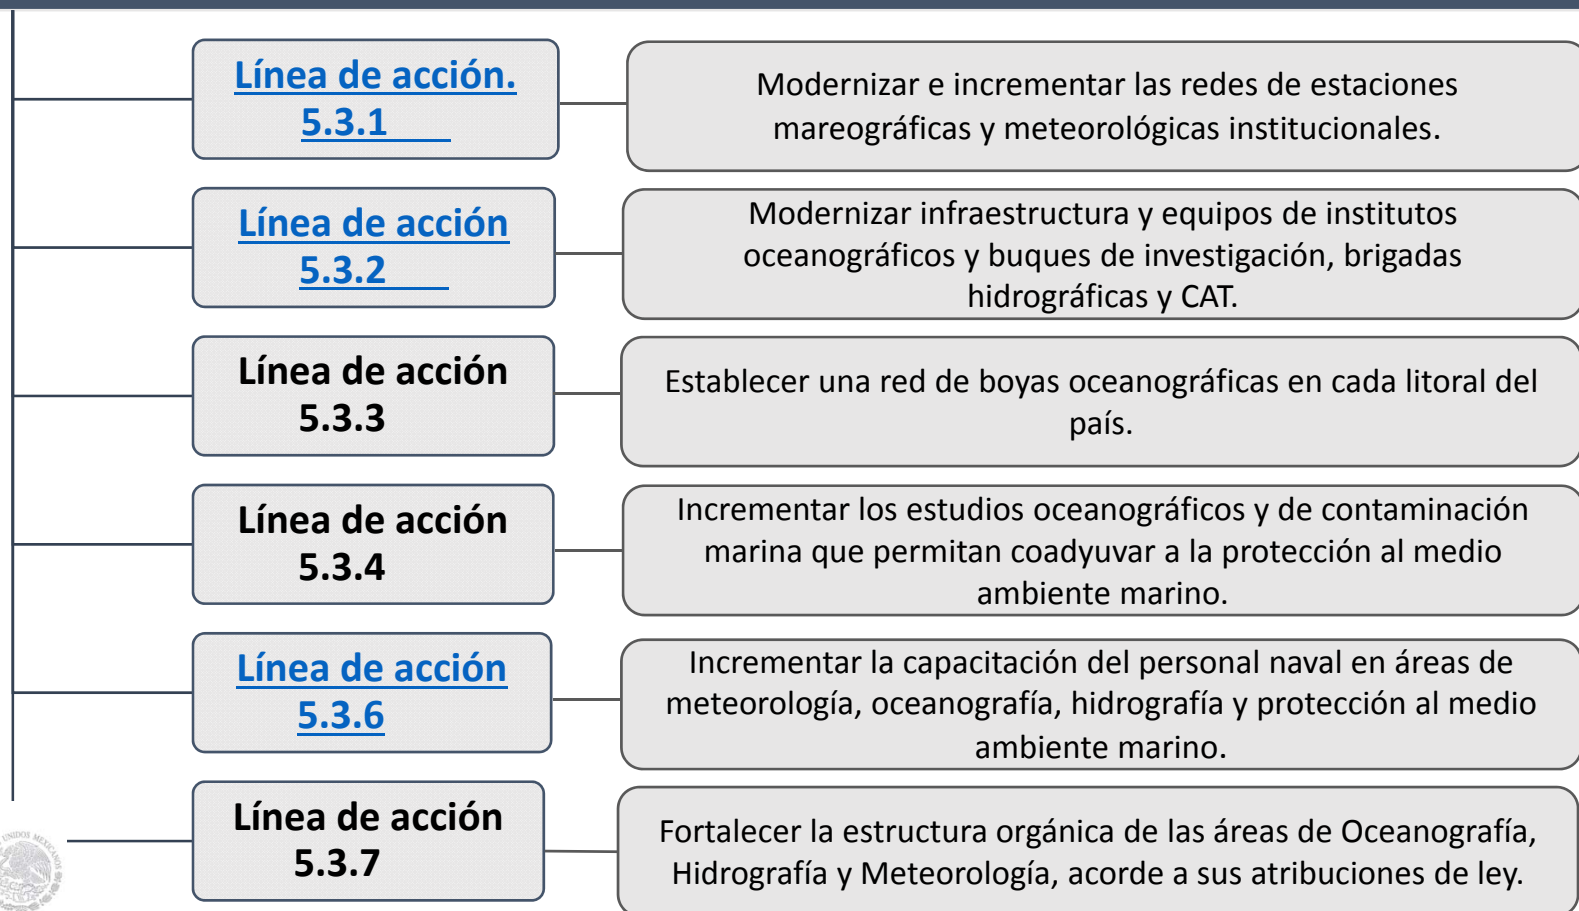 Línea de acción.
5.3.1
Modernizar e incrementar las redes de estaciones
mareográficas y meteorológicas institucionales.
Línea de acción
5.3.2
Modernizar infraestructura y equipos de institutos
oceanográficos y buques de investigación, brigadas
hidrográficas y CAT.
Línea de acción
5.3.3
Establecer una red de boyas oceanográficas en cada litoral del
país.
Línea de acción
5.3.4
Incrementar los estudios oceanográficos y de contaminación
marina que permitan coadyuvar a la protección al medio
ambiente marino.
Línea de acción
5.3.6
Incrementar la capacitación del personal naval en áreas de
meteorología, oceanografía, hidrografía y protección al medio
ambiente marino.
Línea de acción
5.3.7
Fortalecer la estructura orgánica de las áreas de Oceanografía,
Hidrografía y Meteorología, acorde a sus atribuciones de ley.
UNIDOS MEXICANOS